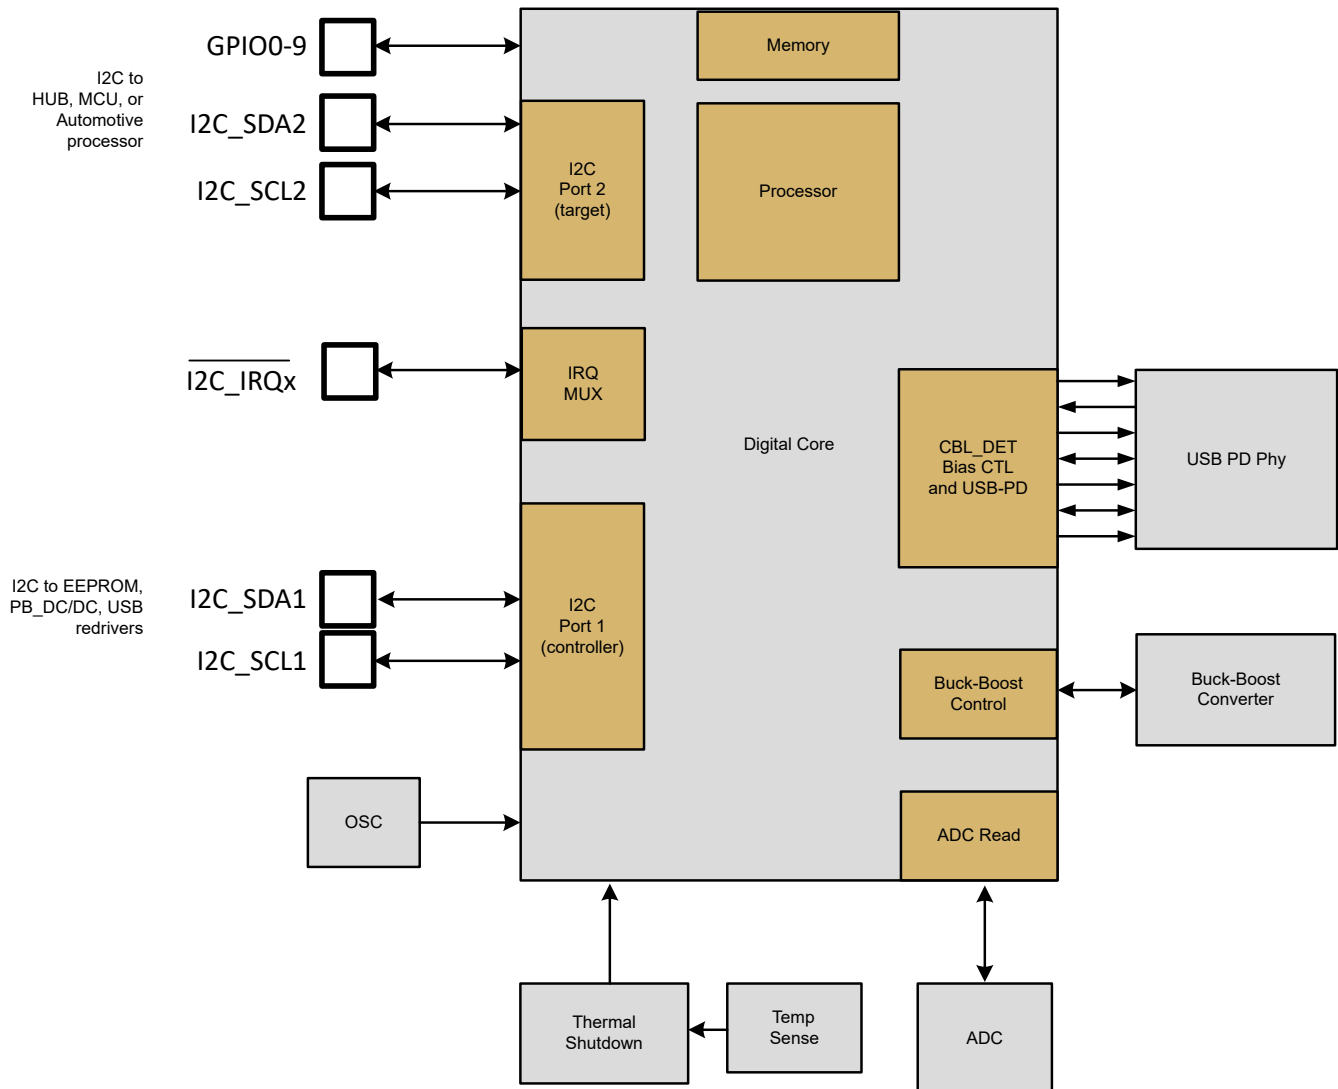 GPIO0-9
I2C to
HUB, MCU, or
Automotive
processor
I2C_SDA2
I2C_SCL2
I2C
Port 2
(target)
Memory
Processor
I2C_IRQx
IRQ
MUX
Digital Core
CBL_DET
Bias CTL
and USB-PD
USB PD Phy
I2C to EEPROM,
PB_DC/DC, USB
redrivers
I2C_SDA1
I2C_SCL1
I2C
Port 1
(controller)
Buck-Boost
Control
Buck-Boost
Converter
OSC
ADC Read
Thermal
Shutdown
Temp
Sense
ADC